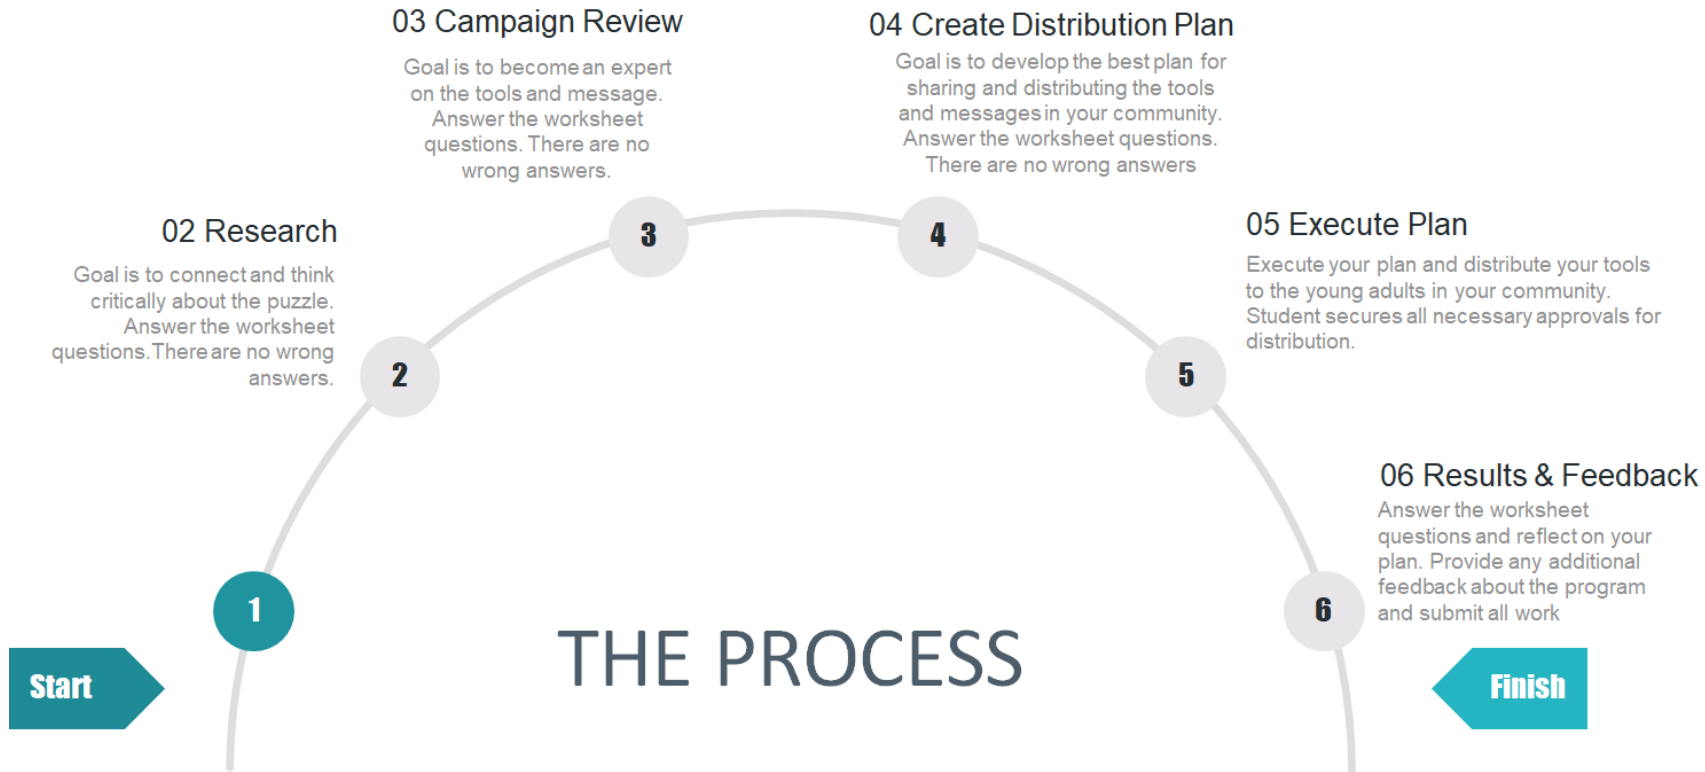 03 Campaign Review
Goal is to become an expert
on the tools and message.
Answer the worksheet
questions. There are no
wrong answers.
04 Create Distribution Plan
Goal is to develop the best plan for
sharing and distributing the tools
and messages in your community.
Answer the worksheet questions.
There are no wrong answers
02 Research
Goal is to connect and think
critically about the puzzle.
Answer the worksheet
questions. There are no wrong
answers.
05 Execute Plan
Execute your plan and distribute your tools
to the young adults in your community.
Student secures all necessary approvals for
distribution.
06 Results & Feedback
Answer the worksheet
questions and reflect on your
plan. Provide any additional
feedback about the program
and submit all work
1
2
3
4
5
6
THE PROCESS
Start
Finish